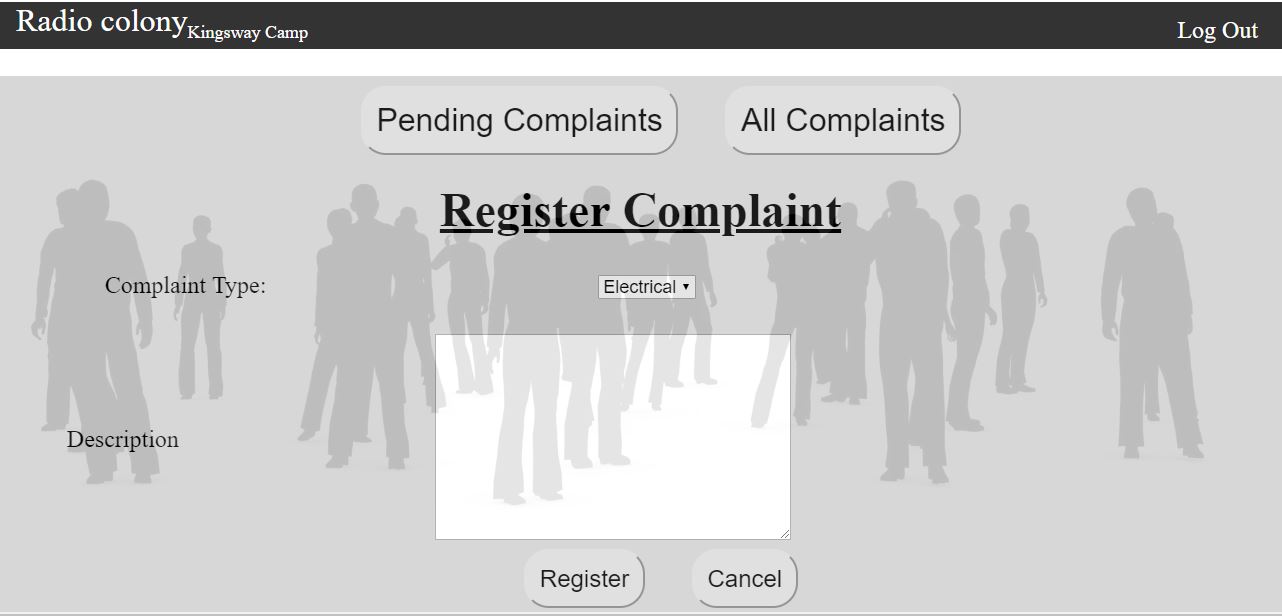 Radio colony Kingsway Camp
Log Out
Pending Complaints All Complaints
Register Complaint
Complaint Type: Electrical
Description
Register Cancel